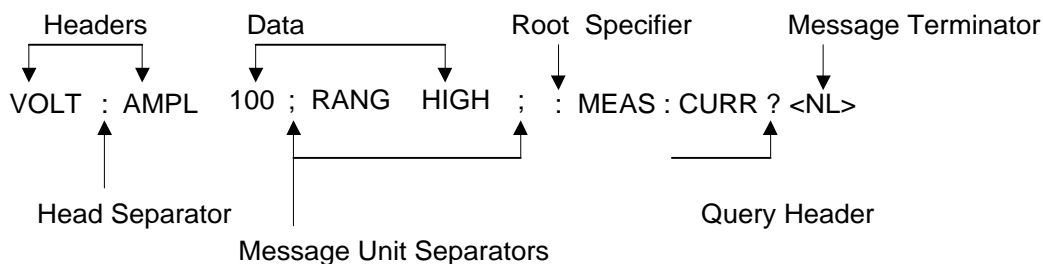 Headers Data Root Specifier Message Terminator
VOLT : AMPL 100 ; RANG HIGH ; : MEAS : CURR ? <NL>
Head Separator Query Header
Message Unit Separators